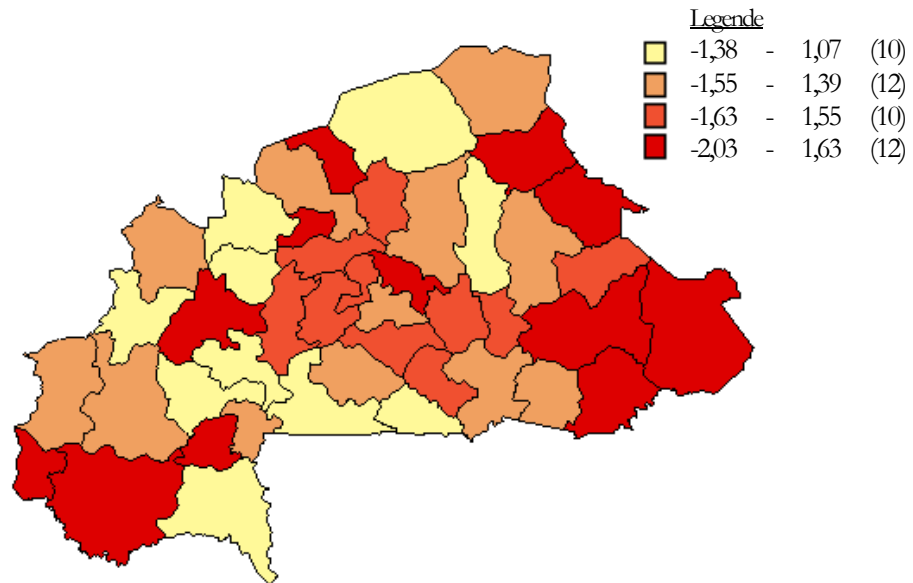 Legende
-1,38 - 1,07 (10)
-1,55 - 1,39 (12)
-1,63 - 1,55 (10)
-2,03 - 1,63 (12)